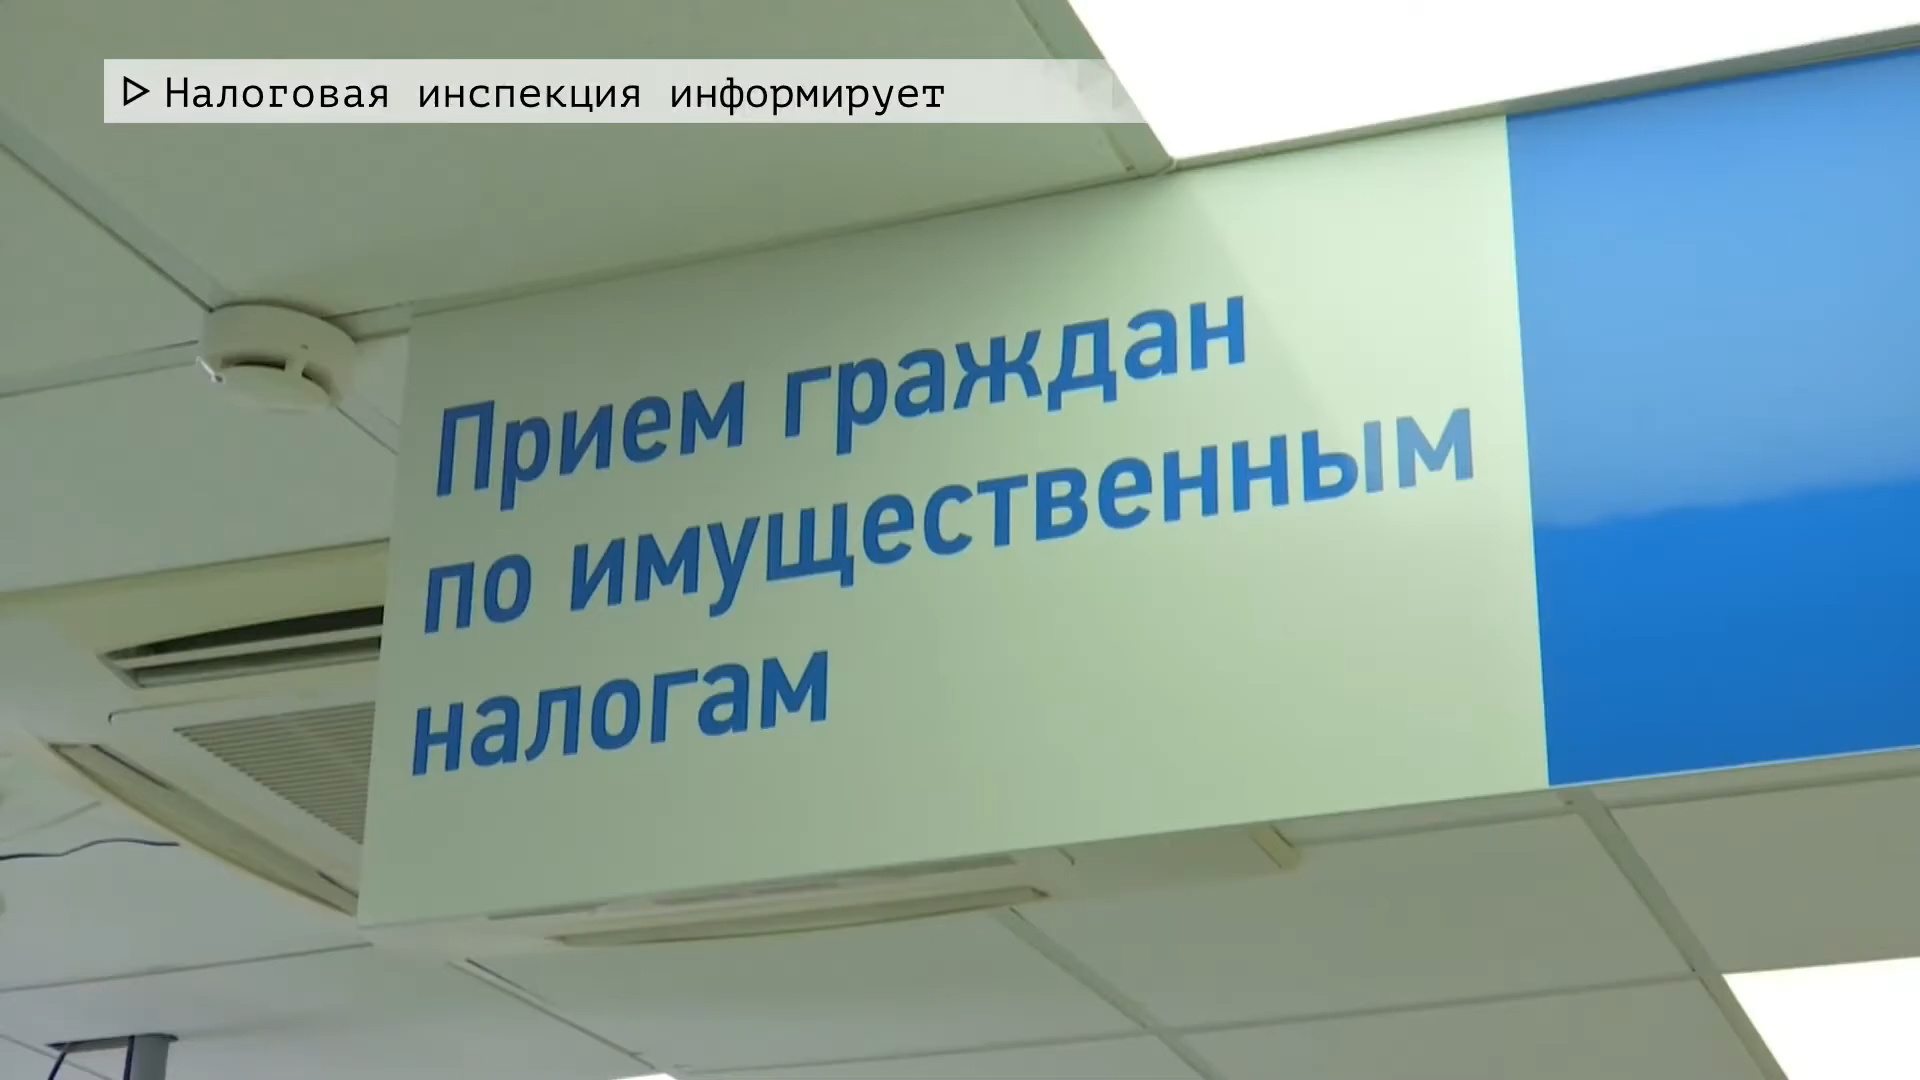 Налоговая инспекция информирует
Прием граждан
по имущественным
налогам